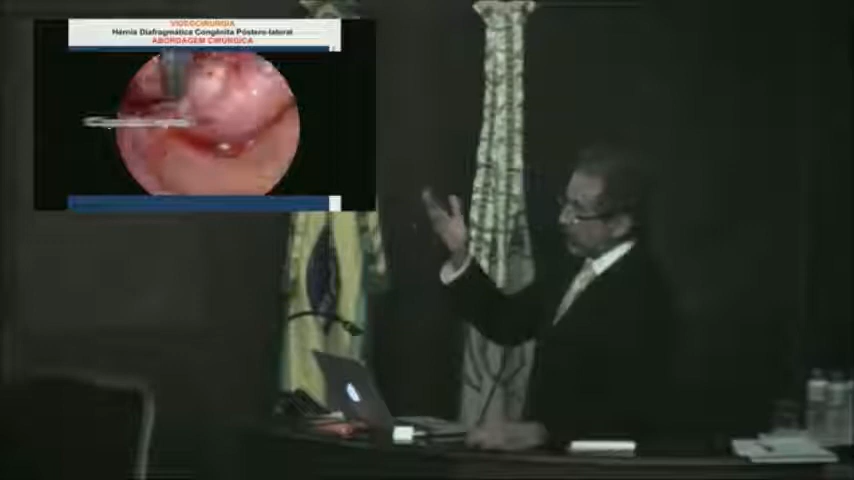 VIDEOCIRURGIA
Hérnia Diafragmática Congênita Póstero-lateral
ABORDAGEM CIRÚRGICA